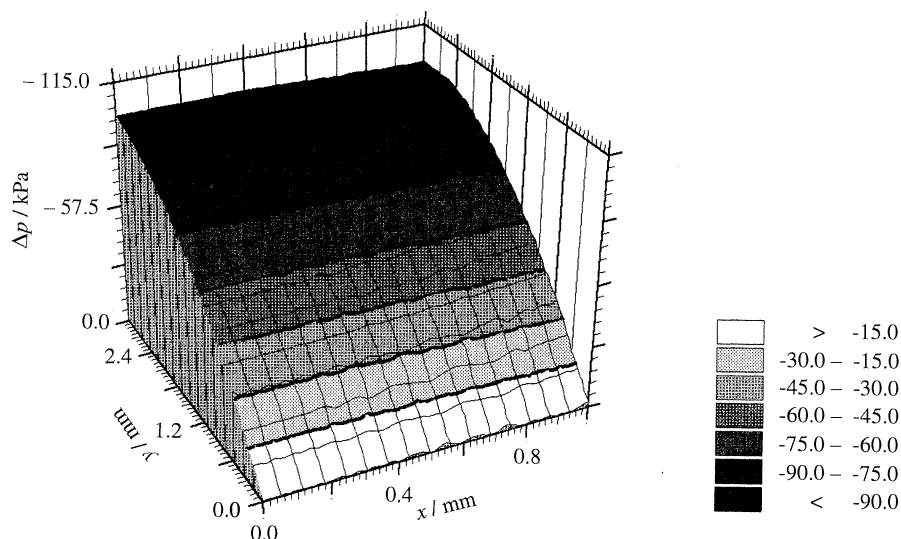 – 115.0
Δp / kPa
– 57.5
0.0
2.4
y / mm
1.2
0.0
0.0
0.4
x / mm
0.8
> -15.0
-30.0 – -15.0
-45.0 – -30.0
-60.0 – -45.0
-75.0 – -60.0
-90.0 – -75.0
< -90.0